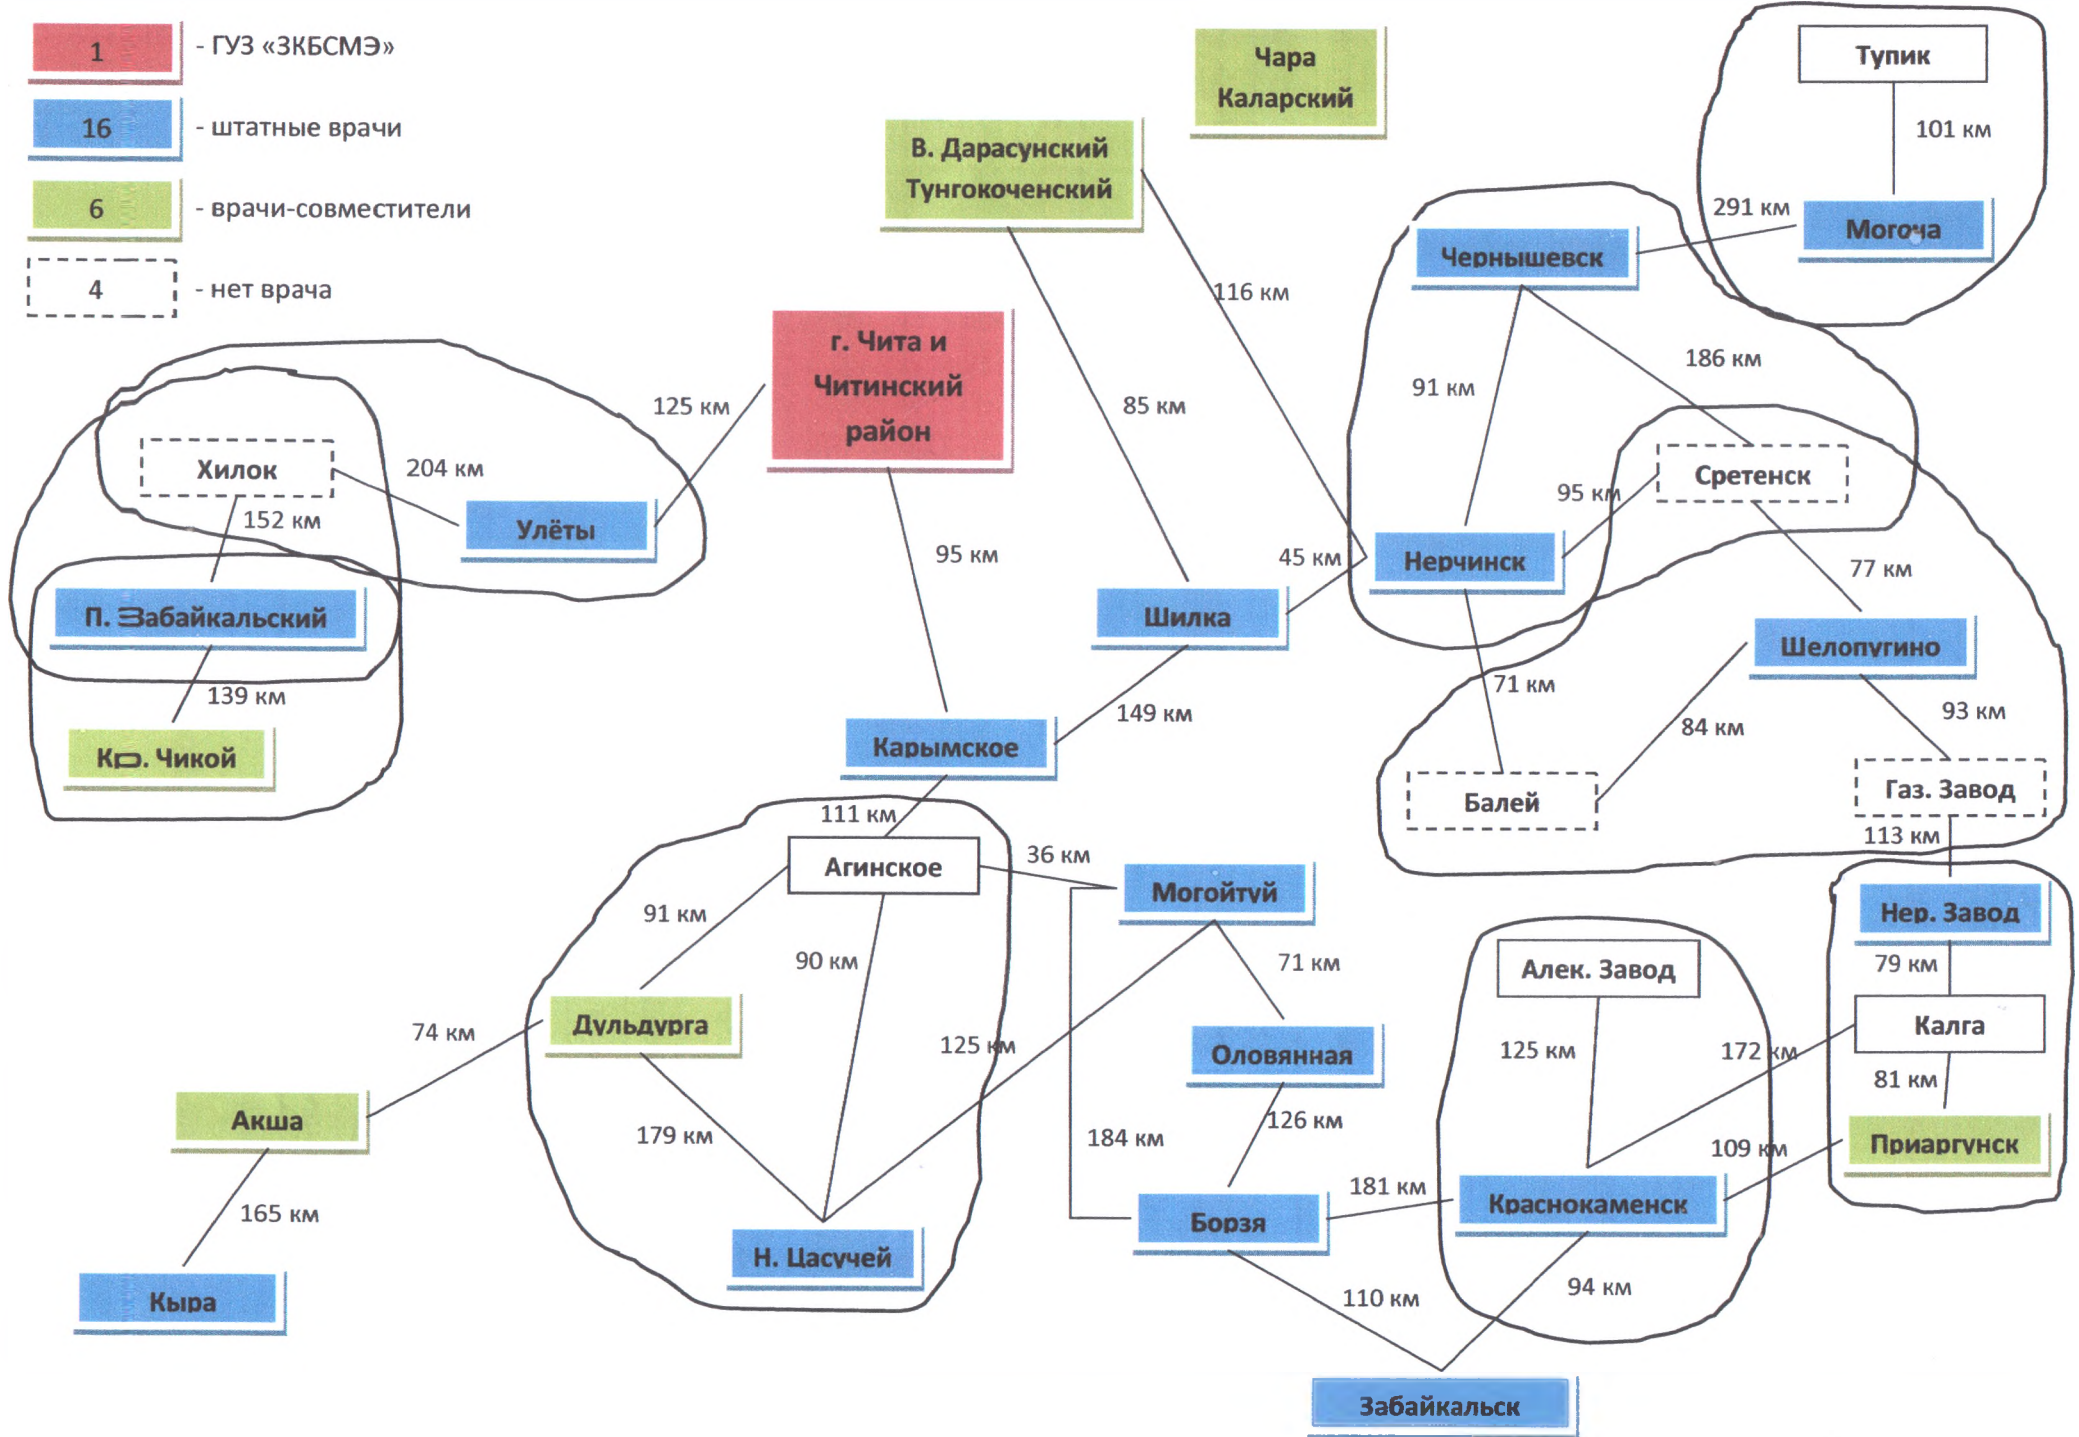 1
- ГУЗ «ЗКБСМЭ»
16
- штатные врачи
6
- врачи-совместители
4
- нет врача
Чара
Каларский
Тупик
101 км
В. Дарасунский
Тунгокоченский
291 км
Могоча
Чернышевск
116 км
г. Чита и
Читинский
район
186 км
91 км
125 км
85 км
Хилок
204 км
Сретенск
95 км
152 км
Улёты
95 км
45 км
Нерчинск
77 км
П. Забайкальский
Шилка
Шелопугино
139 км
71 км
149 км
93 км
84 км
Кр. Чикой
Карымское
Балей
Газ. Завод
111 км
113 км
36 км
Агинское
Могойтуй
91 км
Нер. Завод
90 км
71 км
Алек. Завод
79 км
74 км
Дульдурга
125 км
Оловянная
125 км
172 км
Калга
81 км
Акша
126 км
179 км
184 км
109 км
Приаргунск
165 км
181 км
Краснокаменск
Борзя
Н. Цасучей
94 км
110 км
Кыра
Забайкальск